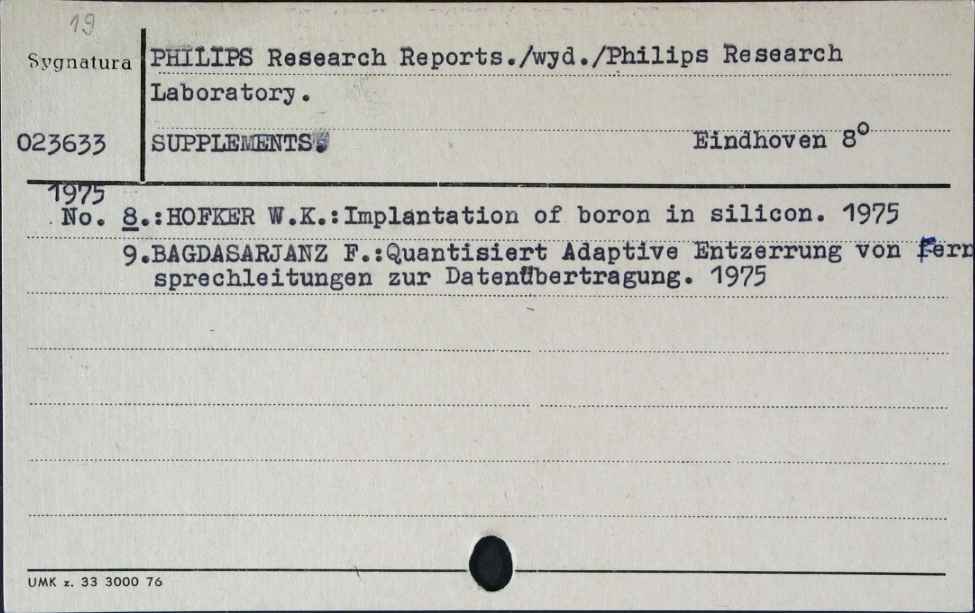 19
Sygnatura PHILIPS Research Reports./wyd./Philips Research
Laboratory.
023633 SUPPLEMENTS Eindhoven 8⁰
1975
No. 8.:HOFKER W.K.:Implantation of boron in silicon. 1975
9.BAGDASARJANZ F.:Quantisiert Adaptive Entzerrung von Fern
sprechleitungen zur Datenübertragung. 1975
UMK z. 33 3000 76